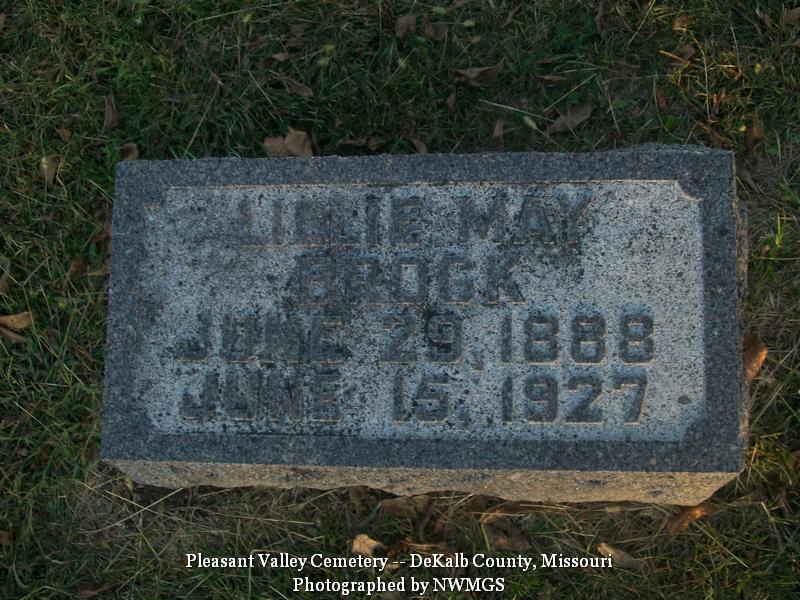 LILLIE MAY
BROCK
JUNE 29, 1888
JUNE 15, 1927
Pleasant Valley Cemetery -- DeKalb County, Missouri
Photographed by NWMGS